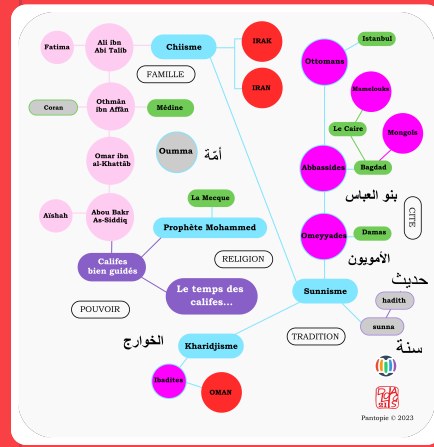 Fatima
Ali ibn
Abi Talib
Chiisme
IRAK
IRAN
FAMILLE
Coran
Othmân
ibn Affân
Médine
Oumma
أمّة
Omar ibn
al-Khattâb
Aïshah
Abou Bakr
As-Siddîq
La Mecque
Prophète Mohammed
Califes
bien guidés
RELIGION
Le temps des
califes...
POUVOIR
Ottomans
Istanbul
Mamelouks
Le Caire
Mongols
Abbassides
Bagdad
بنو العباس
CITE
Omeyyades
Damas
الأمويون
Sunnisme
حديث
hadith
sunna
سنة
TRADITION
الخوارج
Kharidjisme
Ibadites
OMAN
Pantopie © 2023